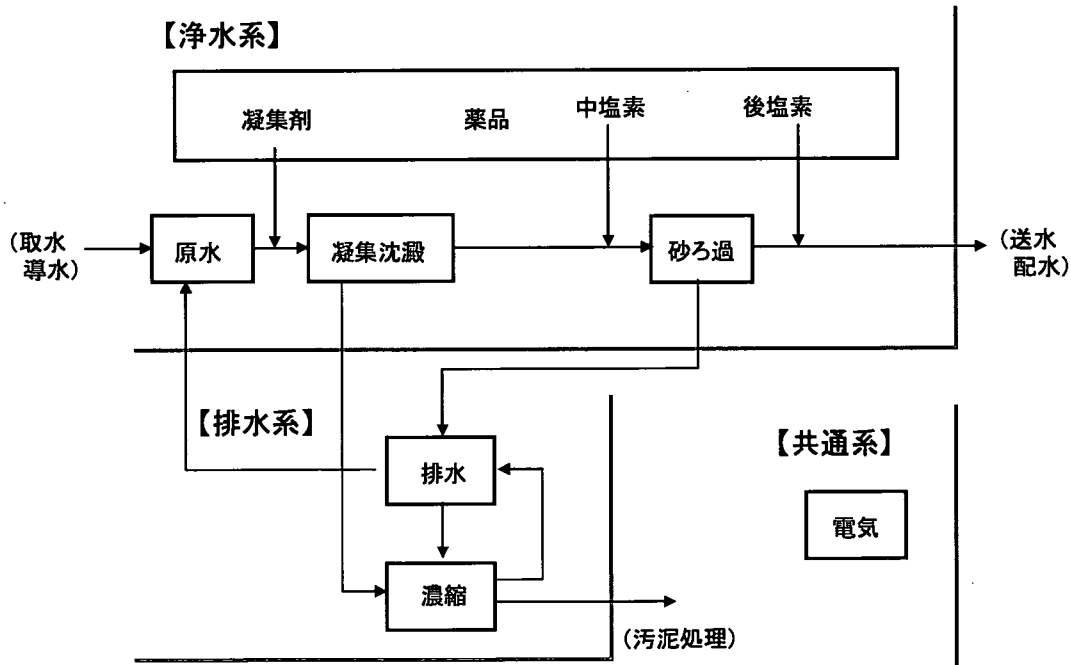 【浄水系】
凝集剤
薬品
中塩素
後塩素
(取水
導水)
原水
凝集沈澱
砂ろ過
(送水
配水)
【排水系】
排水
濃縮
(汚泥処理)
【共通系】
電気